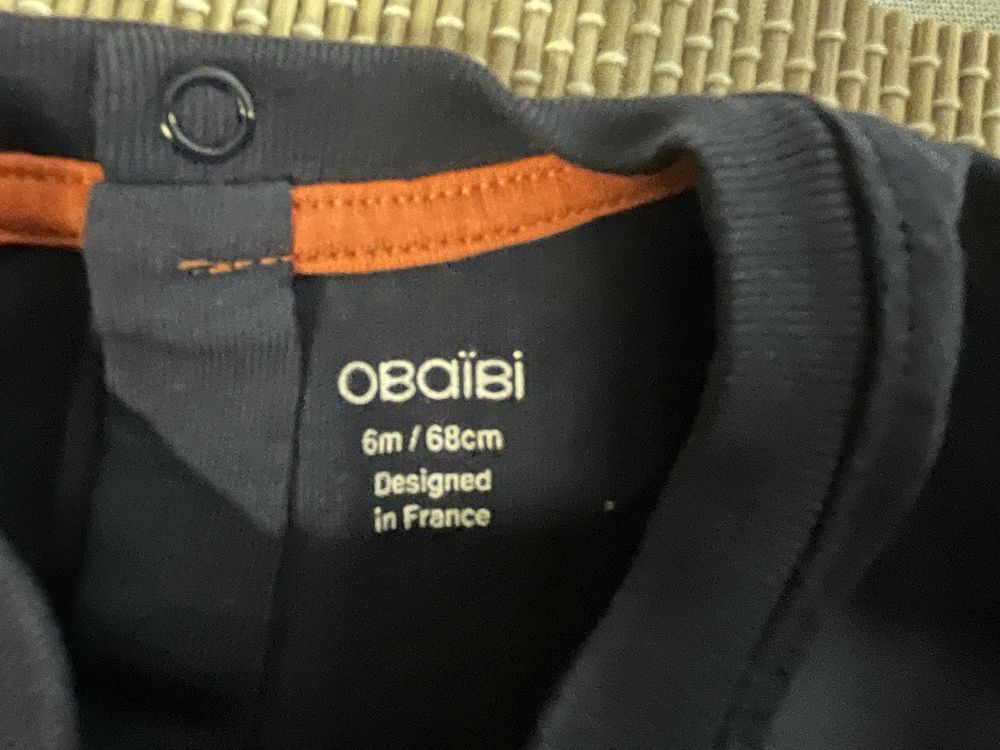 OBaïBi
6m / 68cm
Designed
in France